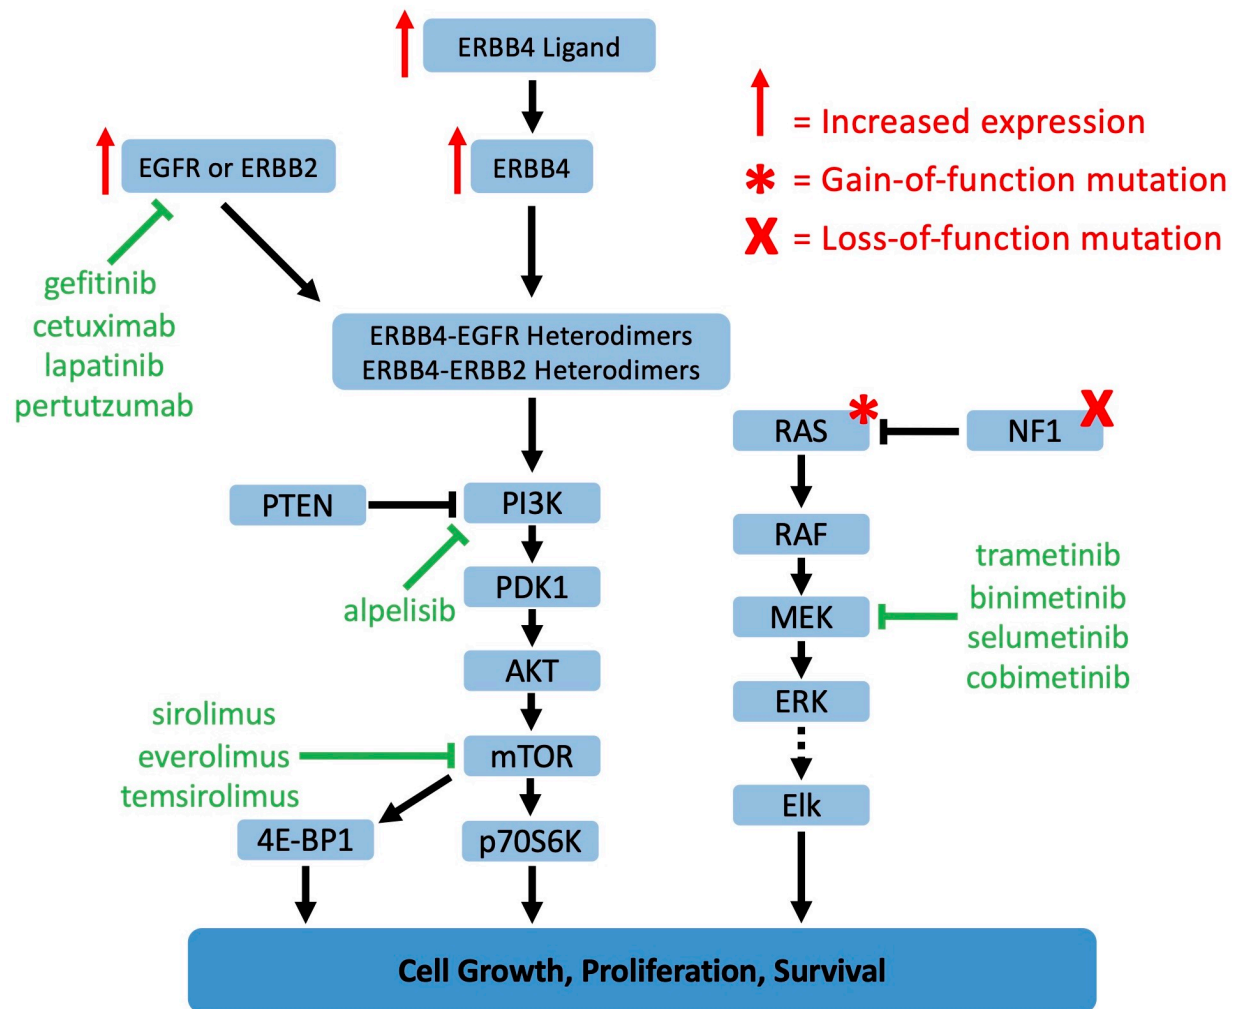 ERBB4 Ligand
= Increased expression
EGFR or ERBB2
ERBB4
* = Gain-of-function mutation
X = Loss-of-function mutation
gefitinib
cetuximab
lapatinib
pertutzumab
ERBB4-EGFR Heterodimers
ERBB4-ERBB2 Heterodimers
RAS *
NF1 X
PTEN
PI3K
RAF
alpelisib
PDK1
MEK
trametinib
binimetinib
selumetinib
cobimetinib
AKT
ERK
sirolimus
everolimus
temsirolimus
mTOR
Elk
4E-BP1
p70S6K
Cell Growth, Proliferation, Survival